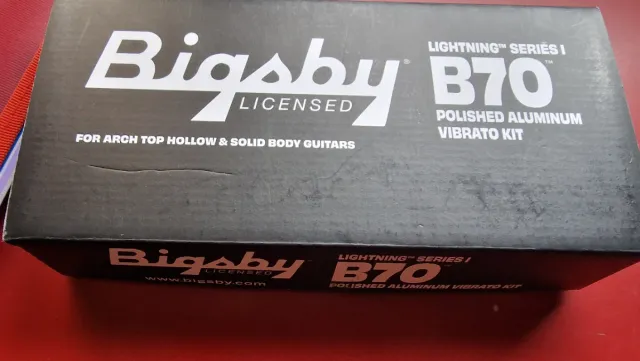 Bigsby®
LICENSED
FOR ARCH TOP HOLLOW & SOLID BODY GUITARS
LIGHTNING™ SERIES I
B70™
POLISHED ALUMINUM
VIBRATO KIT
Bigsby
LICENSED
www.bigsby.com
LIGHTNING™ SERIES I
B70™
POLISHED ALUMINUM VIBRATO KIT